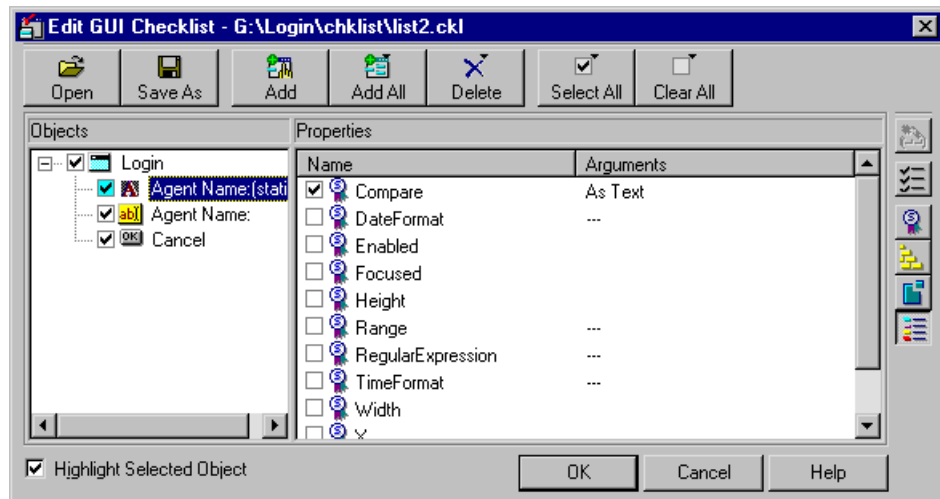 Edit GUI Checklist - G:\Login\chklist\list2.ckl
Open Save As Add Add All Delete Select All Clear All
Objects Properties
Login
Agent Name:(stati
Agent Name:
Cancel
Name Arguments
Compare As Text
DateFormat ---
Enabled
Focused
Height
Range ---
RegularExpression ---
TimeFormat ---
Width
X
Highlight Selected Object
OK Cancel Help